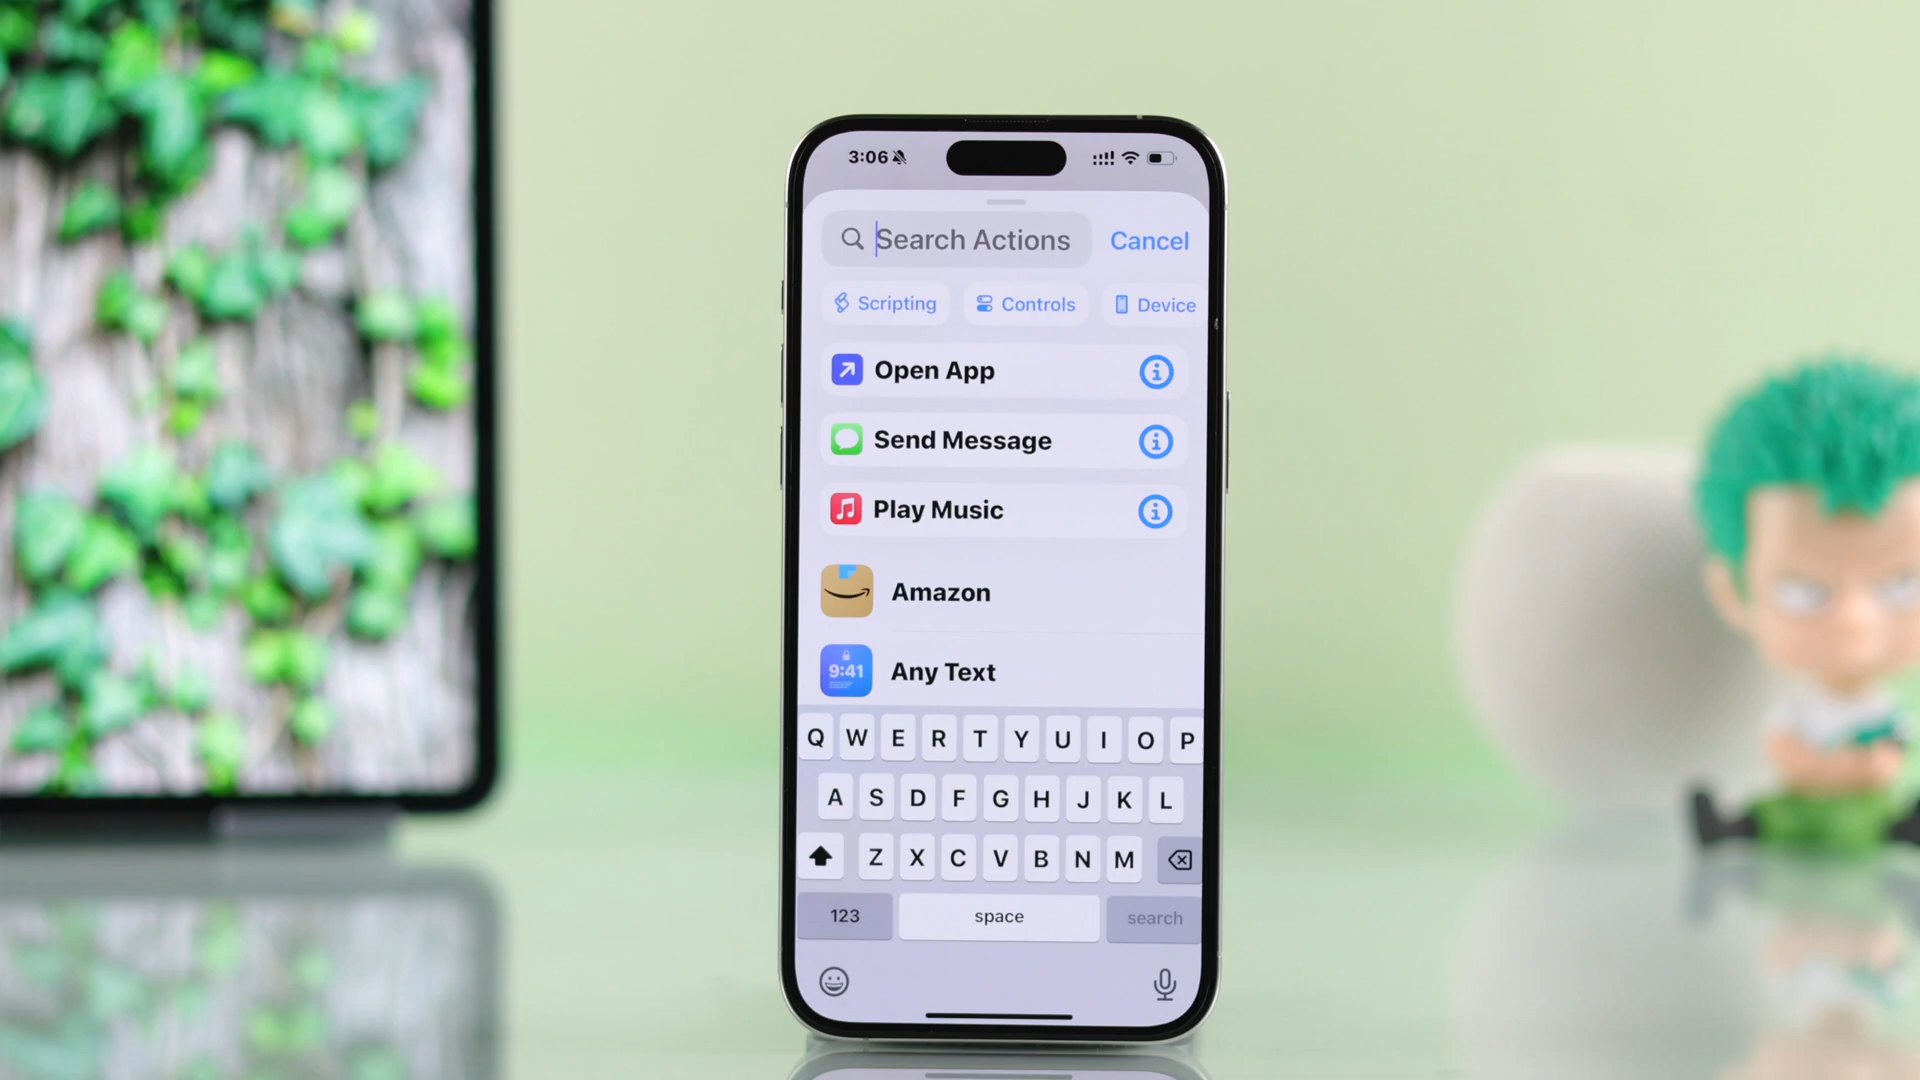 3:06
Search Actions Cancel
Scripting Controls Device
Open App
Send Message
Play Music
Amazon
9:41 Any Text
Q W E R T Y U I O P
A S D F G H J K L
Z X C V B N M
123 space search